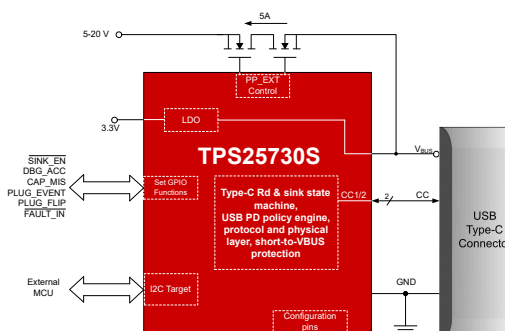 5A
5-20 V
PP_EXT
Control
LDO
3.3V
TPS25730S
VBUS
SINK_EN
DBG_ACC
CAP_MIS
PLUG_EVENT
PLUG_FLIP
FAULT_IN
Set GPIO
Functions
Type-C Rd & sink state
machine,
USB PD policy engine,
protocol and physical
layer, short-to-VBUS
protection
CC1/2
2
CC
USB
Type-C
Connecto
External
MCU
I2C Target
GND
Configuration
pins